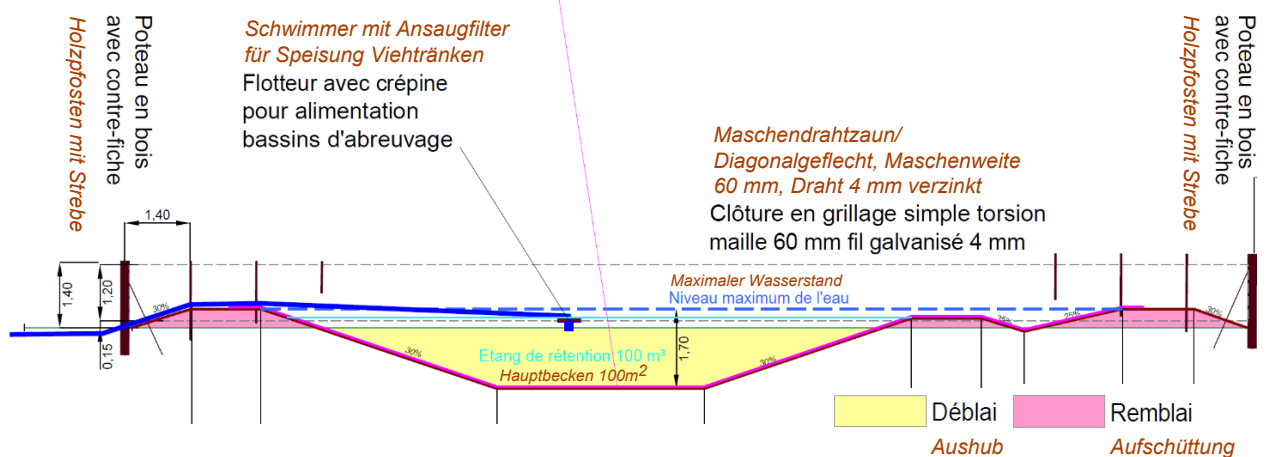 Poteau en bois
avec contre-fiche
Holzpfosten mit Strebe
Schwimmer mit Ansaugfilter
für Speisung Viehtränken
Flotteur avec crépine
pour alimentation
bassins d'abreuvage
Maschendrahtzaun/
Diagonalgeflecht, Maschenweite
60 mm, Draht 4 mm verzinkt
Clôture en grillage simple torsion
maille 60 mm fil galvanisé 4 mm
Poteau en bois
avec contre-fiche
Holzpfosten mit Strebe
1,40
1,40
1,20
0,15
30%
Maximaler Wasserstand
Niveau maximum de l'eau
30%
Etang de rétention 100 m³
Hauptbecken 100m²
1,70
30%
25%
25%
30%
Déblai
Aushub
Remblai
Aufschüttung